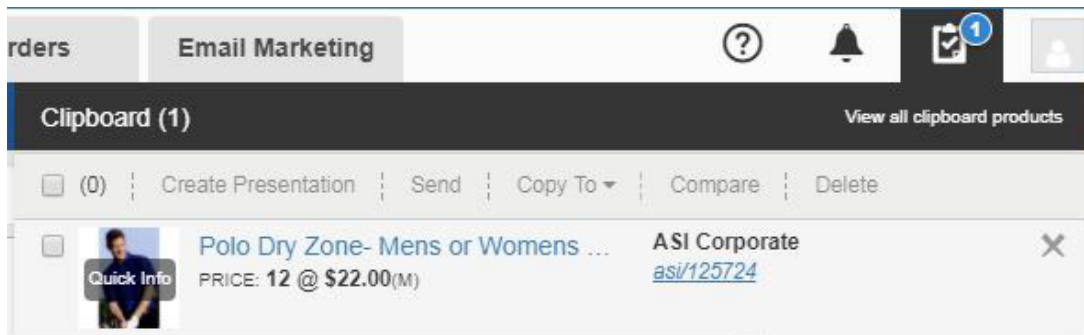 rders Email Marketing 1
Clipboard (1) View all clipboard products
(0) Create Presentation Send Copy To Compare Delete
Polo Dry Zone- Mens or Womens ... ASI Corporate
Quick Info PRICE: 12 @ $22.00(M) asi/125724